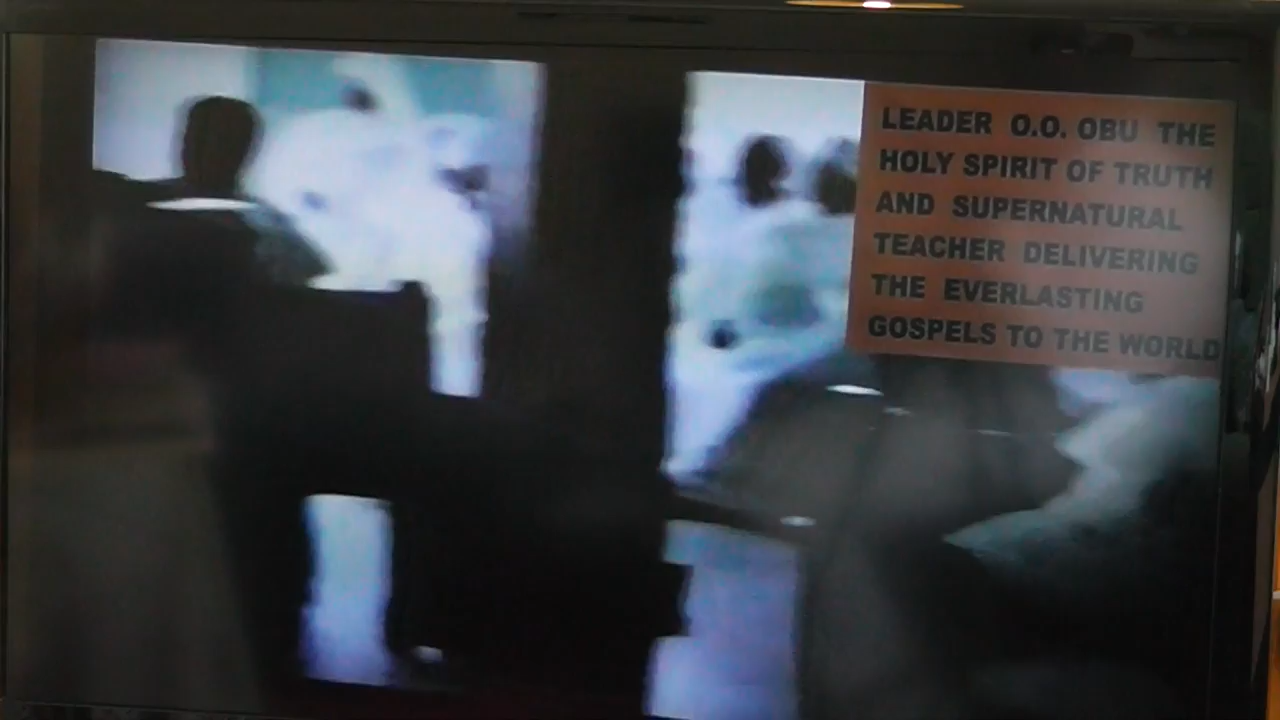 LEADER O.O. OBU THE
HOLY SPIRIT OF TRUTH
AND SUPERNATURAL
TEACHER DELIVERING
THE EVERLASTING
GOSPELS TO THE WORLD